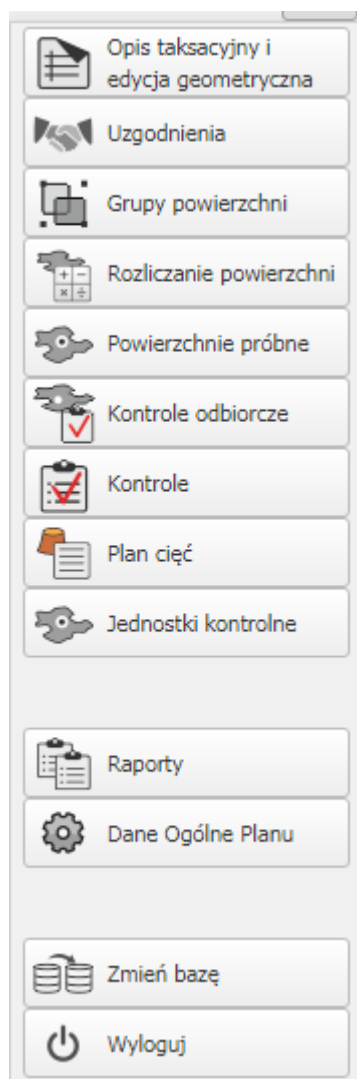 Opis taksacyjny i
edycja geometryczna
Uzgodnienia
Grupy powierzchni
Rozliczanie powierzchni
Powierzchnie próbne
Kontrole odbiorcze
Kontrole
Plan cięć
Jednostki kontrolne
Raporty
Dane Ogólne Planu
Zmień bazę
Wyloguj